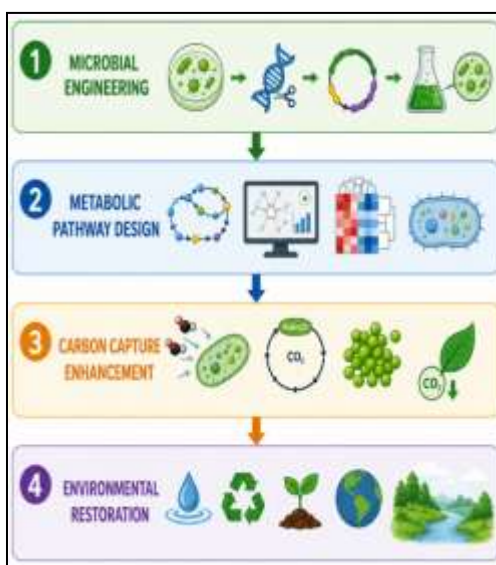 1
MICROBIAL
ENGINEERING
2
METABOLIC
PATHWAY DESIGN
3
CARBON CAPTURE
ENHANCEMENT
CO₂
CO₂
4
ENVIRONMENTAL
RESTORATION